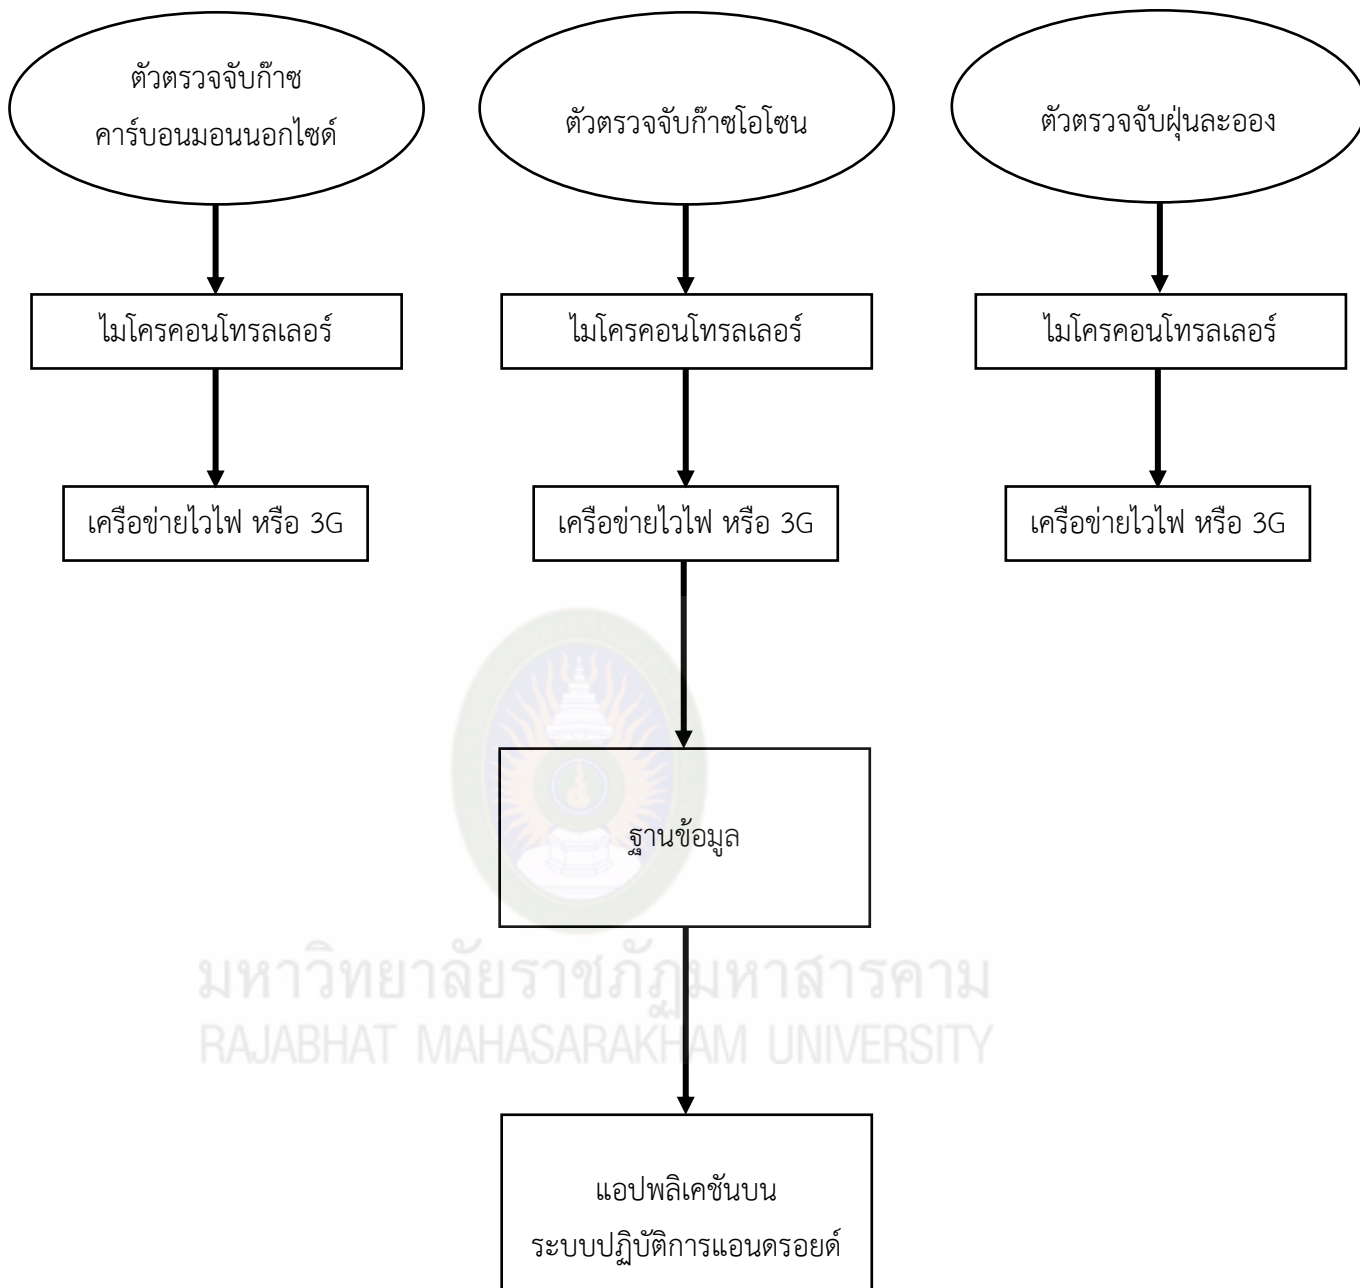 ตัวตรวจจับก๊าซ
คาร์บอนมอนนอกไซด์
ตัวตรวจจับก๊าซโอโซน
ตัวตรวจจับฝุ่นละออง
ไมโครคอนโทรลเลอร์
ไมโครคอนโทรลเลอร์
ไมโครคอนโทรลเลอร์
เครือข่ายไวไฟ หรือ 3G
เครือข่ายไวไฟ หรือ 3G
เครือข่ายไวไฟ หรือ 3G
ฐานข้อมูล
มหาวิทยาลัยราชภัฏมหาสารคาม
RAJABHAT MAHASARAKHAM UNIVERSITY
แอปพลิเคชันบน
ระบบปฏิบัติการแอนดรอยด์